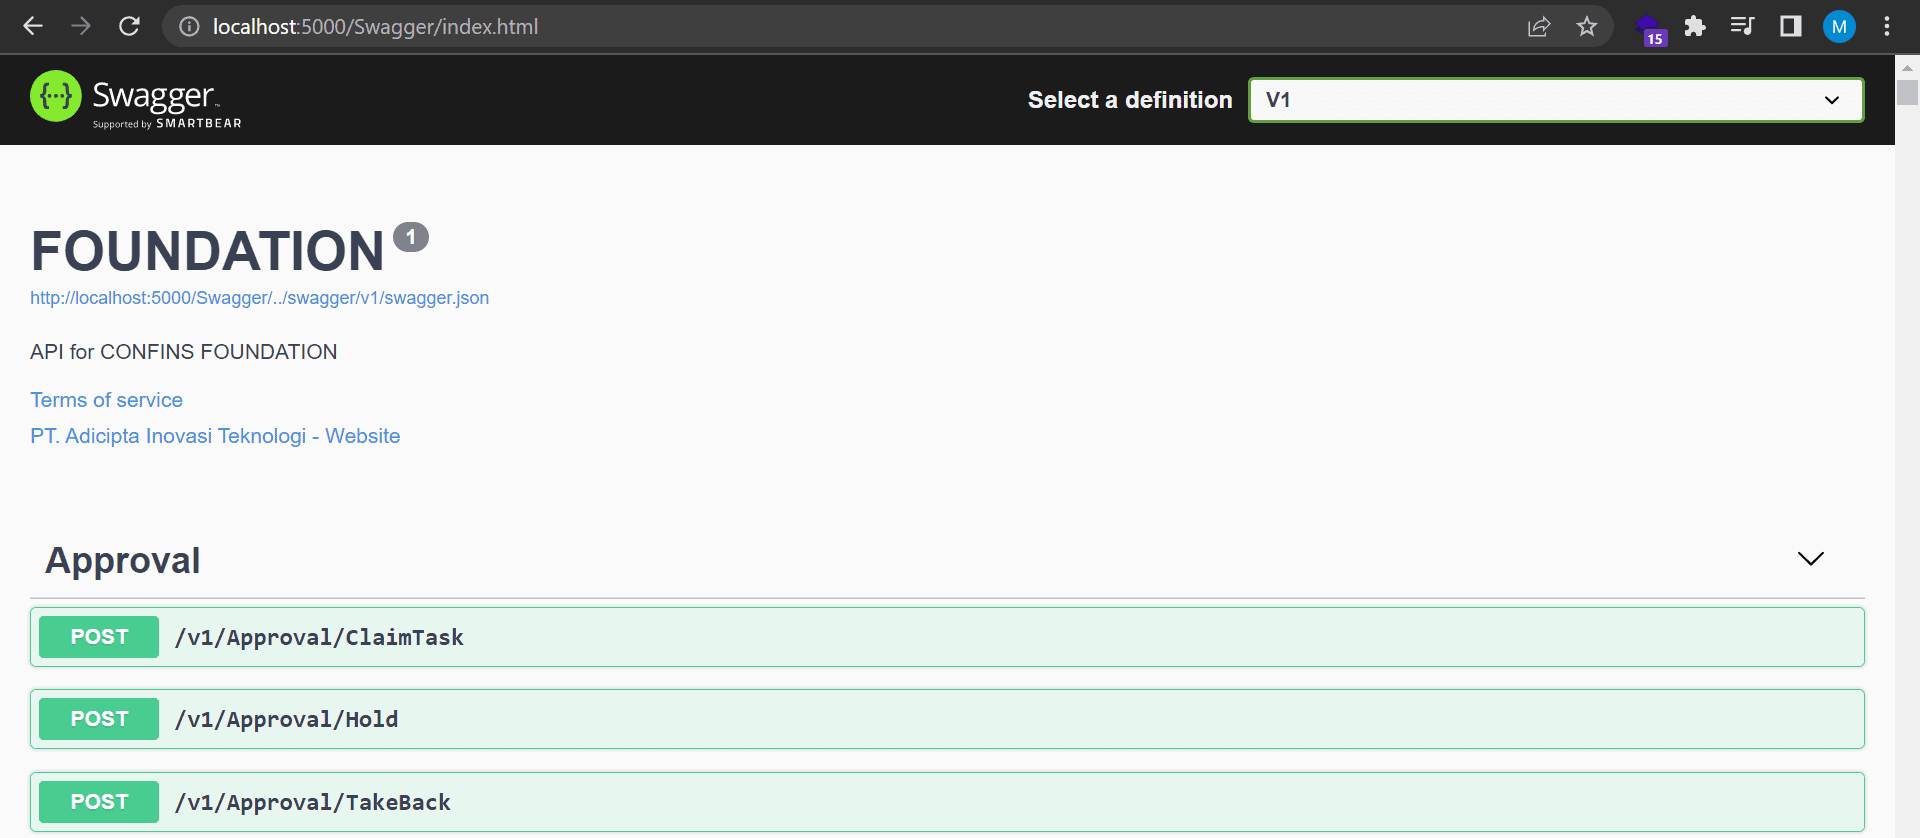 localhost:5000/Swagger/index.html
15
M
{···} Swagger™
Supported by SMARTBEAR
Select a definition
V1
FOUNDATION 1
http://localhost:5000/Swagger/../swagger/v1/swagger.json
API for CONFINS FOUNDATION
Terms of service
PT. Adicipta Inovasi Teknologi - Website
Approval
POST /v1/Approval/ClaimTask
POST /v1/Approval/Hold
POST /v1/Approval/TakeBack